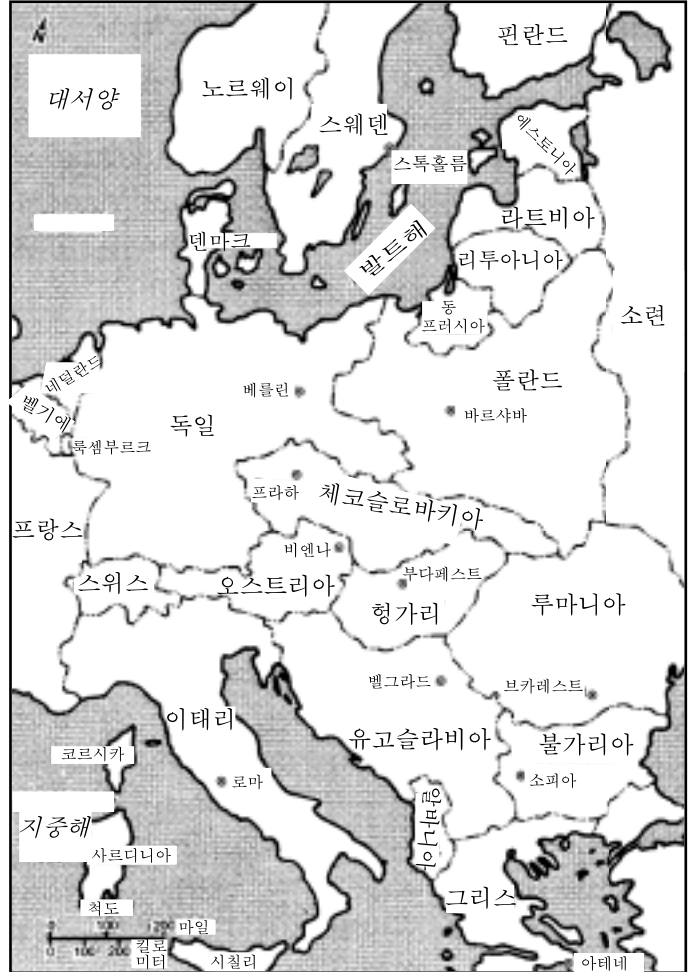 N
핀란드
대서양
노르웨이
스웨덴
에스토니아
스톡홀름
라트비아
덴마크
발트해
리투아니아
동
프러시아
소련
네덜란드
베를린
폴란드
벨기에
바르샤바
독일
룩셈부르크
프라하
체코슬로바키아
프랑스
비엔나
스위스
오스트리아
부다페스트
헝가리
루마니아
벨그라드
브카레스트
이태리
유고슬라비아
불가리아
코르시카
로마
소피아
지중해
알바니아
사르디니아
그리스
척도
0 100 200 마일
0 100 200 킬로
미터
시칠리
아테네